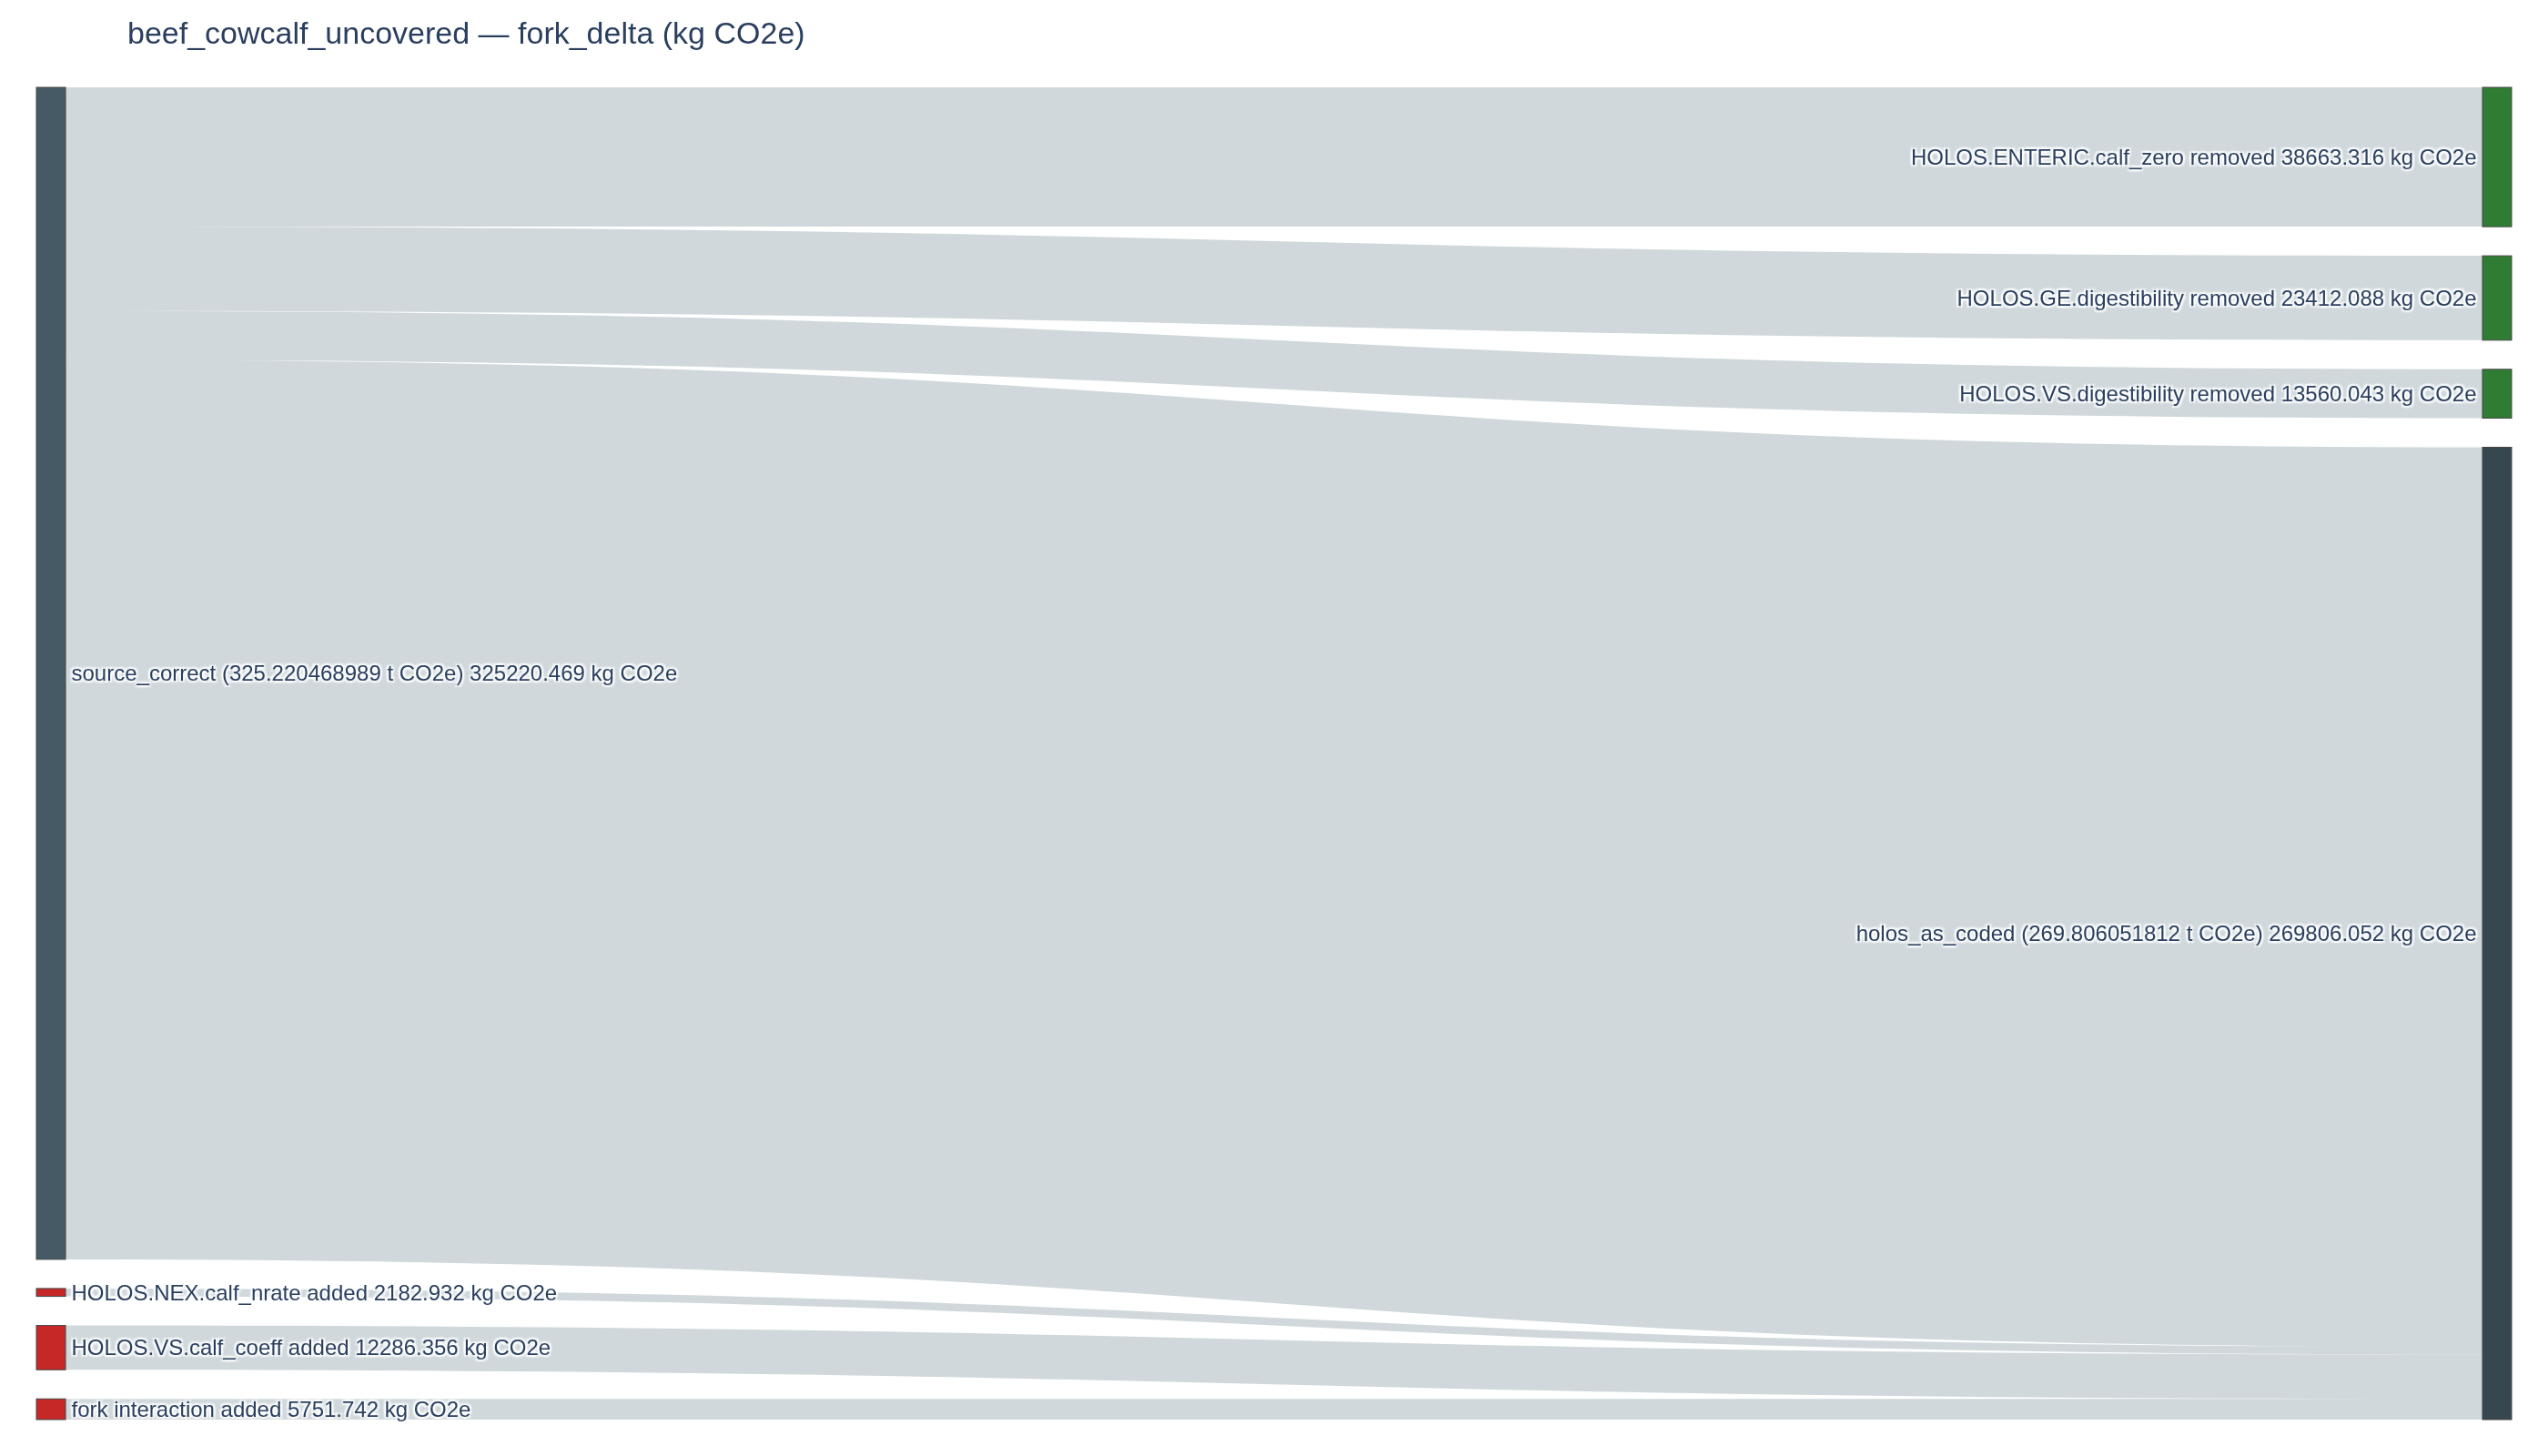 beef_cowcalf_uncovered — fork_delta (kg CO2e)
HOLOS.ENTERIC.calf_zero removed 38663.316 kg CO2e
HOLOS.GE.digestibility removed 23412.088 kg CO2e
HOLOS.VS.digestibility removed 13560.043 kg CO2e
source_correct (325.220468989 t CO2e) 325220.469 kg CO2e
holos_as_coded (269.806051812 t CO2e) 269806.052 kg CO2e
HOLOS.NEX.calf_nrate added 2182.932 kg CO2e
HOLOS.VS.calf_coeff added 12286.356 kg CO2e
fork interaction added 5751.742 kg CO2e